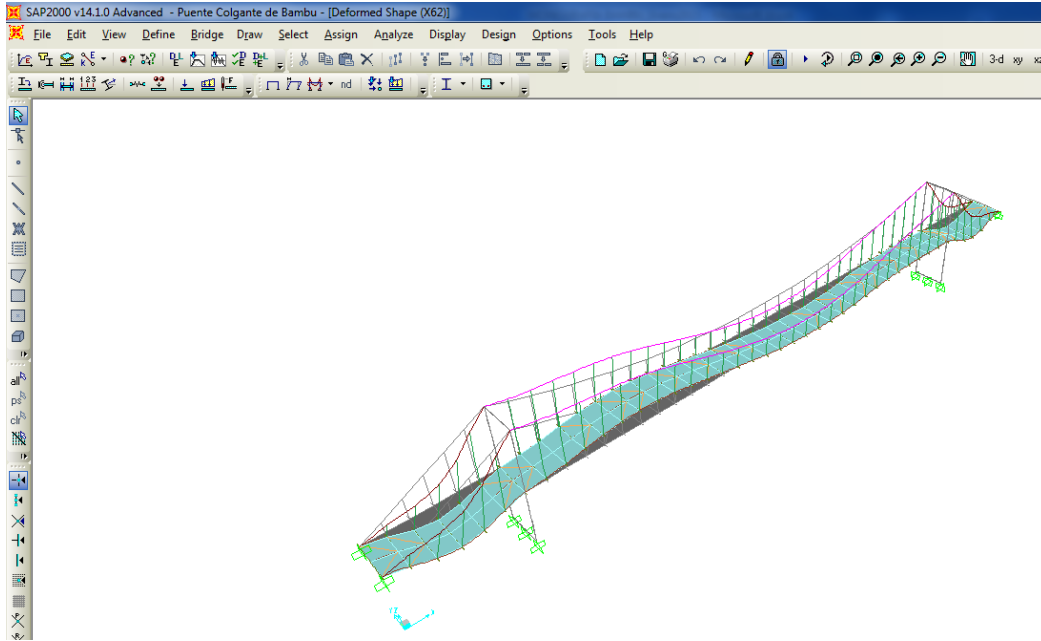 SAP2000 v14.1.0 Advanced - Puente Colgante de Bambu - [Deformed Shape (X62)]
File Edit View Define Bridge Draw Select Assign Analyze Display Design Options Tools Help
3-d xy xz
nd
all
ps
clr